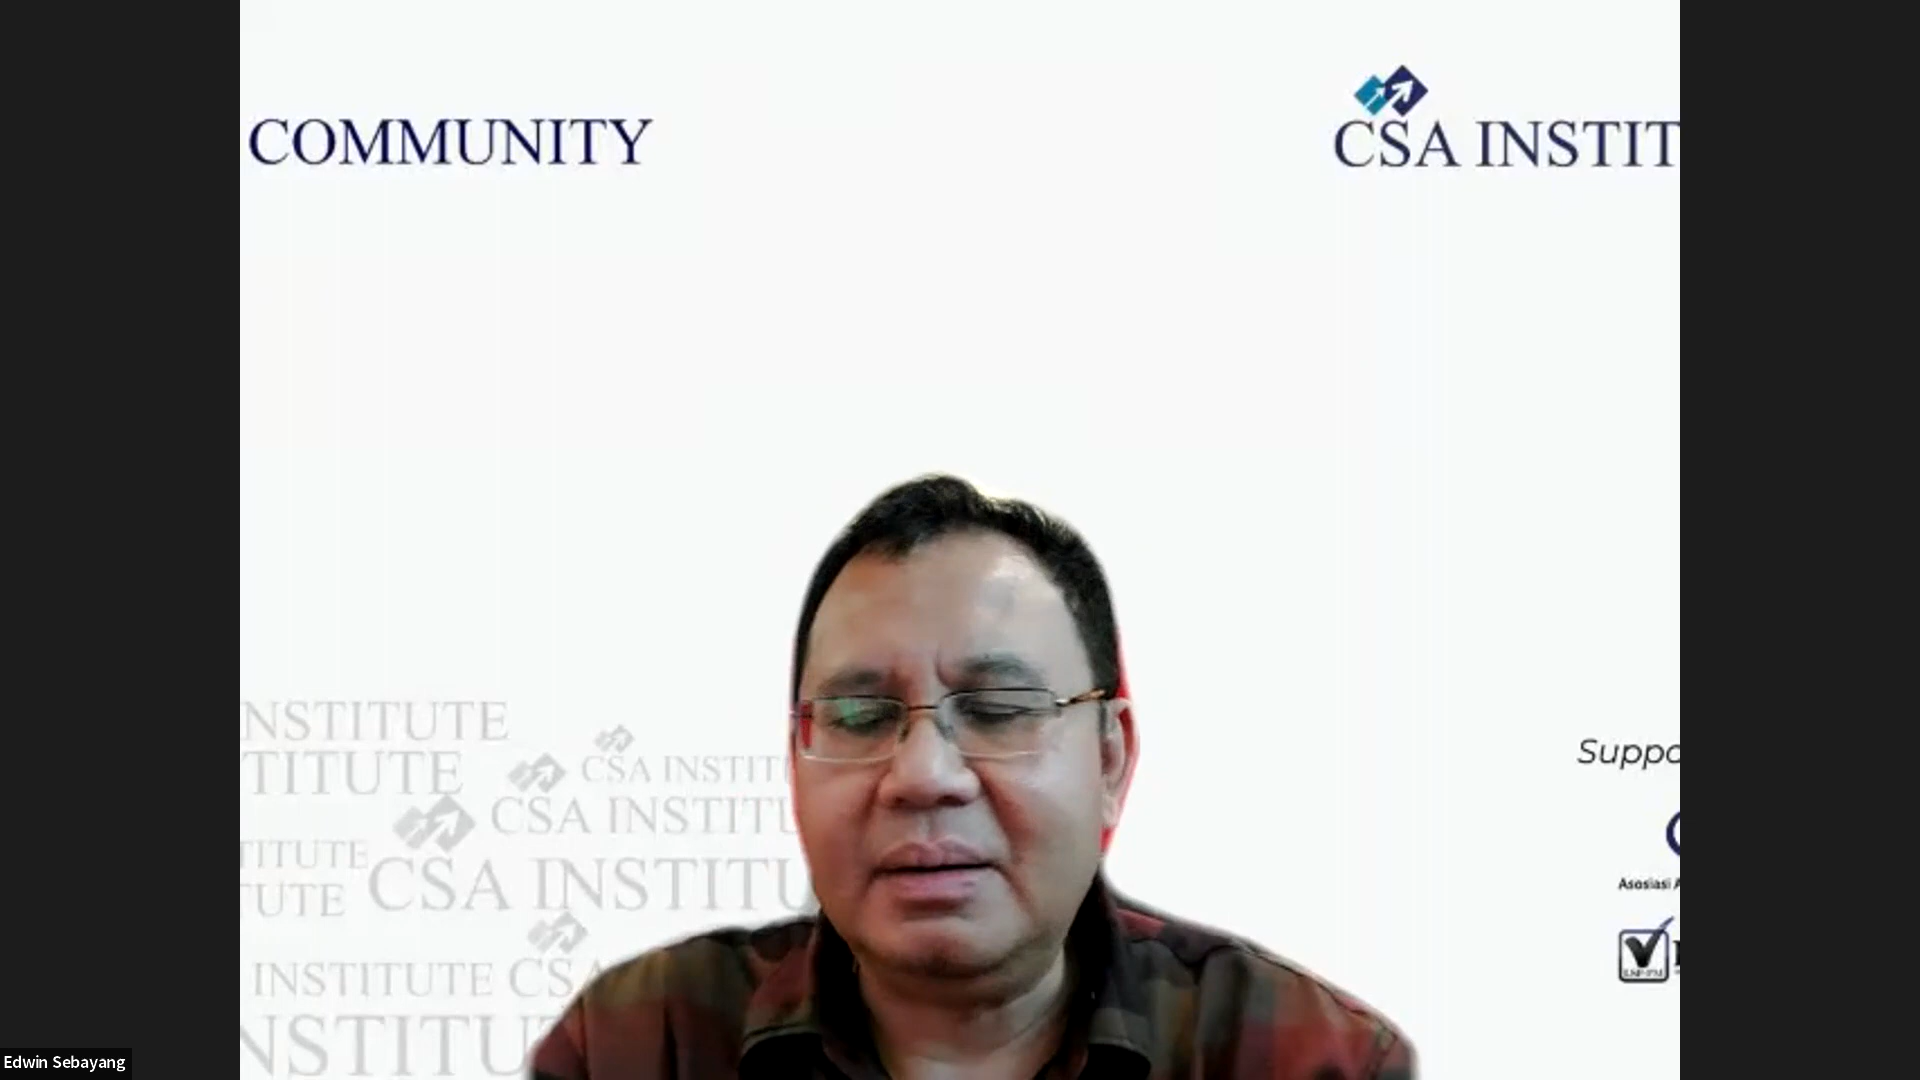 COMMUNITY
CSA INSTIT
NSTITUTE
TITUTE
CSA INSTIT
CSA INSTITU
TITUTE
TUTE
CSA INSTITU
INSTITUTE CS
NSTITU
Suppo
Asosiasi A
Edwin Sebayang